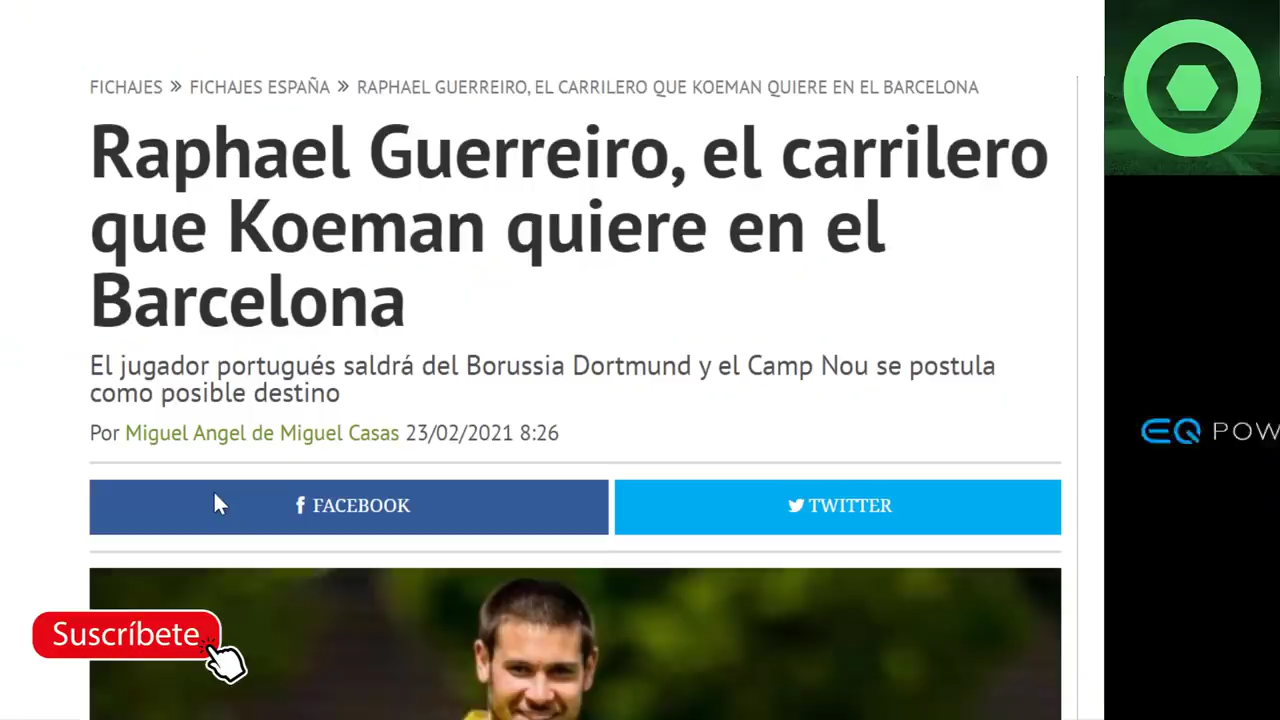 FICHAJES » FICHAJES ESPAÑA » RAPHAEL GUERREIRO, EL CARRILERO QUE KOEMAN QUIERE EN EL BARCELONA
Raphael Guerreiro, el carrilero
que Koeman quiere en el
Barcelona
El jugador portugués saldrá del Borussia Dortmund y el Camp Nou se postula
como posible destino
Por Miguel Angel de Miguel Casas 23/02/2021 8:26
FACEBOOK
TWITTER
EQ POW
Suscríbete